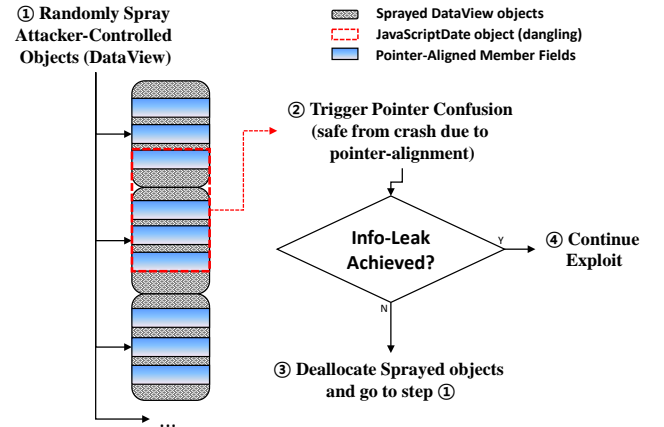 ① Randomly Spray
Attacker-Controlled
Objects (DataView)
Sprayed DataView objects
JavaScriptDate object (dangling)
Pointer-Aligned Member Fields
② Trigger Pointer Confusion
(safe from crash due to
pointer-alignment)
Info-Leak
Achieved?
Y
④ Continue
Exploit
N
③ Deallocate Sprayed objects
and go to step ①
...